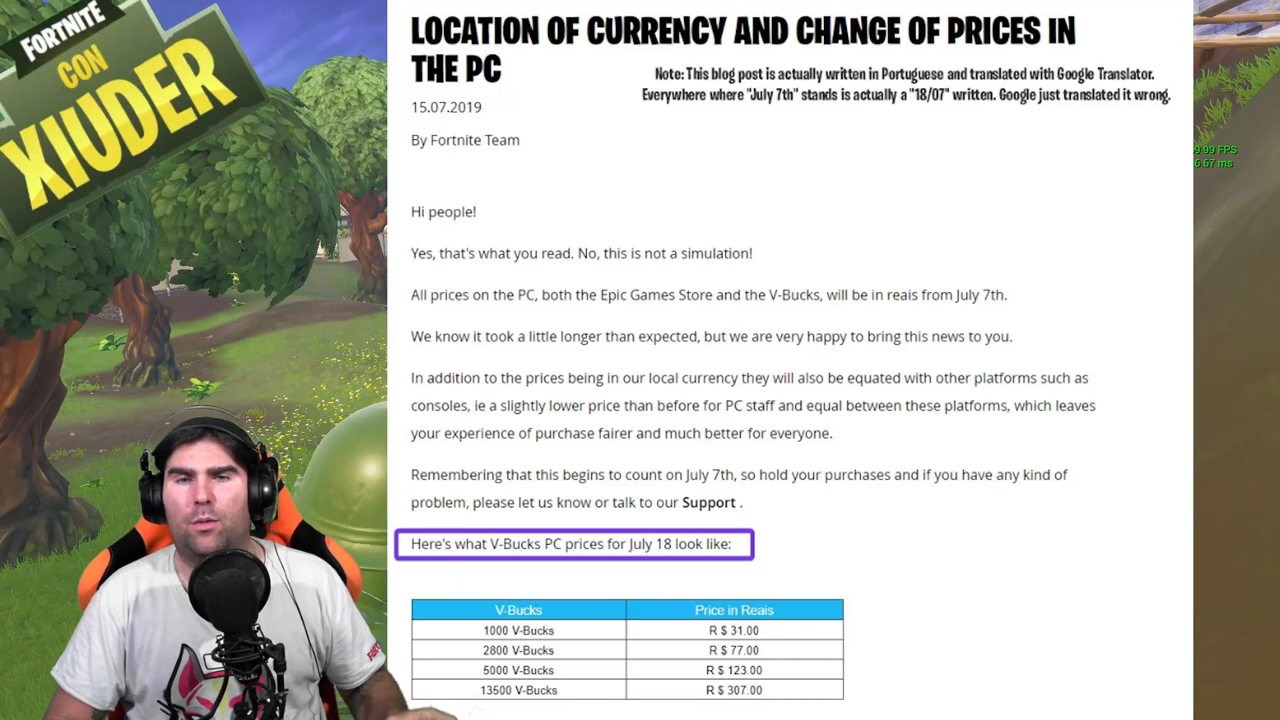 FORTNITE
CON
XIUDER
LOCATION OF CURRENCY AND CHANGE OF PRICES IN
THE PC
Note: This blog post is actually written in Portuguese and translated with Google Translator.
Everywhere where "July 7th" stands is actually a "18/07" written. Google just translated it wrong.
15.07.2019
By Fortnite Team
Hi people!
Yes, that's what you read. No, this is not a simulation!
All prices on the PC, both the Epic Games Store and the V-Bucks, will be in reais from July 7th.
We know it took a little longer than expected, but we are very happy to bring this news to you.
In addition to the prices being in our local currency they will also be equated with other platforms such as
consoles, ie a slightly lower price than before for PC staff and equal between these platforms, which leaves
your experience of purchase fairer and much better for everyone.
Remembering that this begins to count on July 7th, so hold your purchases and if you have any kind of
problem, please let us know or talk to our Support .
Here's what V-Bucks PC prices for July 18 look like:
V-Bucks Price in Reais
1000 V-Bucks R $ 31.00
2800 V-Bucks R $ 77.00
5000 V-Bucks R $ 123.00
13500 V-Bucks R $ 307.00
9.99 FPS
6.67 ms